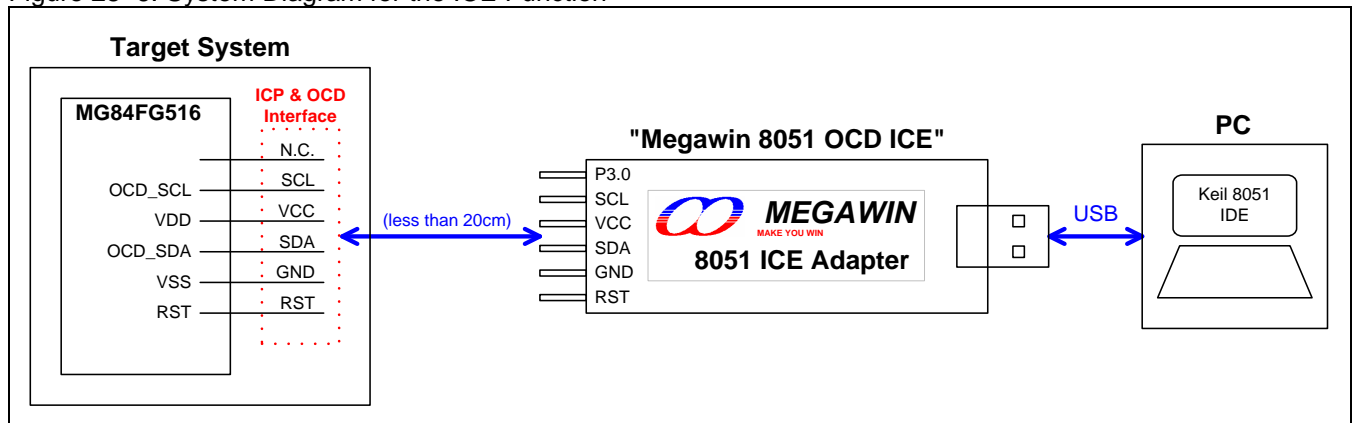 Target System
MG84FG516
ICP & OCD
Interface
N.C.
OCD_SCL
SCL
VDD
VCC
OCD_SDA
SDA
VSS
GND
RST
RST
(less than 20cm)
"Megawin 8051 OCD ICE"
P3.0
SCL
VCC
SDA
GND
RST
MEGAWIN
MAKE YOU WIN
8051 ICE Adapter
USB
PC
Keil 8051
IDE